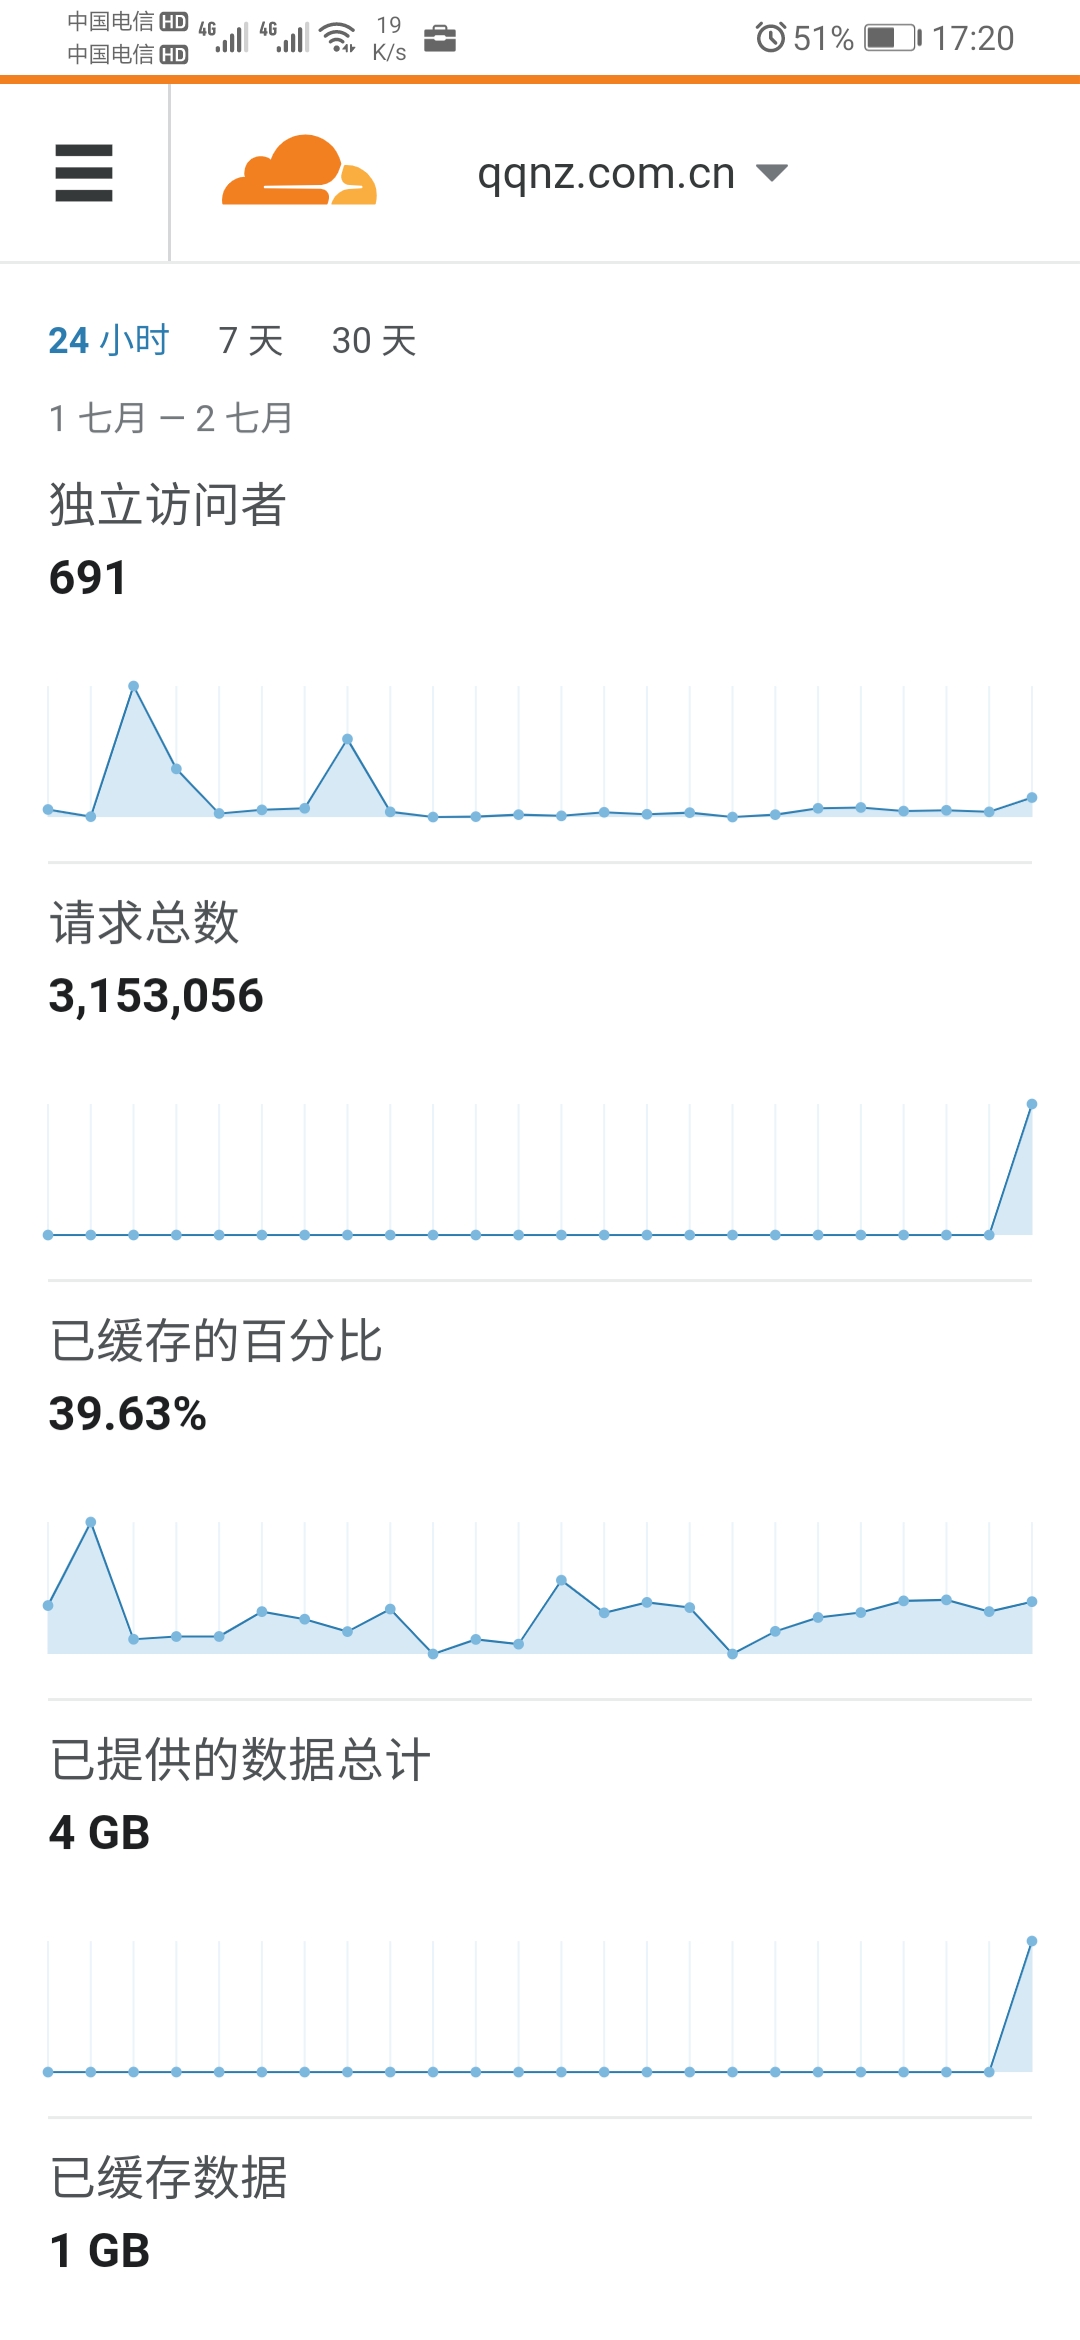 中国电信 HD 4G 4G 19 K/s 51% 17:20
中国电信 HD
qqnz.com.cn
24 小时 7 天 30 天
1 七月 — 2 七月
独立访问者
691
请求总数
3,153,056
已缓存的百分比
39.63%
已提供的数据总计
4 GB
已缓存数据
1 GB